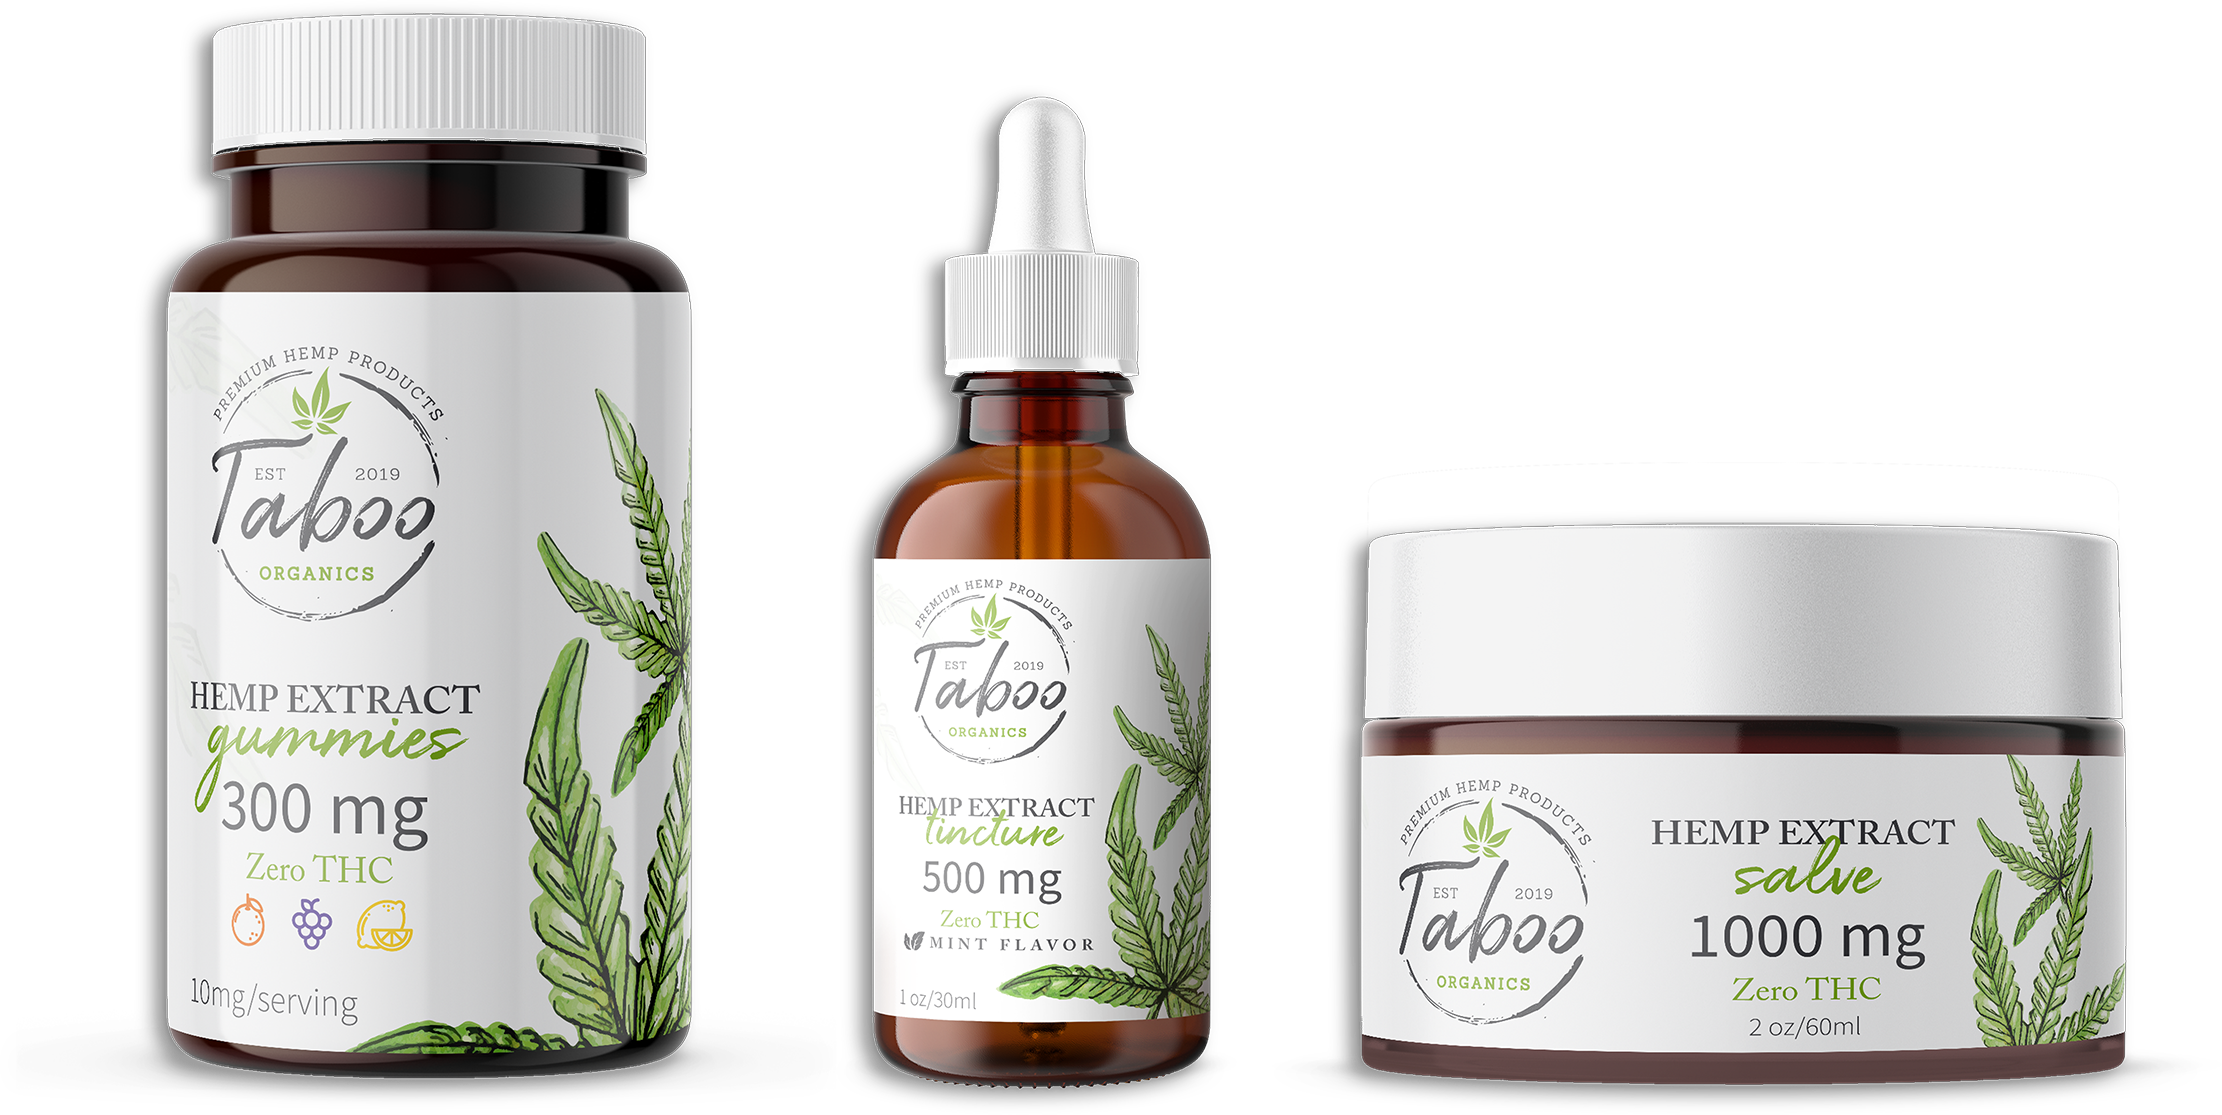 PREMIUM HEMP PRODUCTS
EST 2019
Taboo
ORGANICS
HEMP EXTRACT
gummies
300 mg
Zero THC
10mg/serving
PREMIUM HEMP PRODUCTS
EST 2019
Taboo
ORGANICS
HEMP EXTRACT
tincture
500 mg
Zero THC
MINT FLAVOR
1 oz/30ml
PREMIUM HEMP PRODUCTS
EST 2019
Taboo
ORGANICS
HEMP EXTRACT
salve
1000 mg
Zero THC
2 oz/60ml